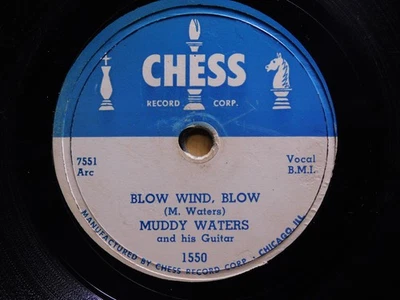 CHESS
RECORD CORP.
7551
Arc
Vocal
B.M.I.
BLOW WIND, BLOW
(M. Waters)
MUDDY WATERS
and his Guitar
1550
MANUFACTURED BY CHESS RECORD CORP. - CHICAGO ILL